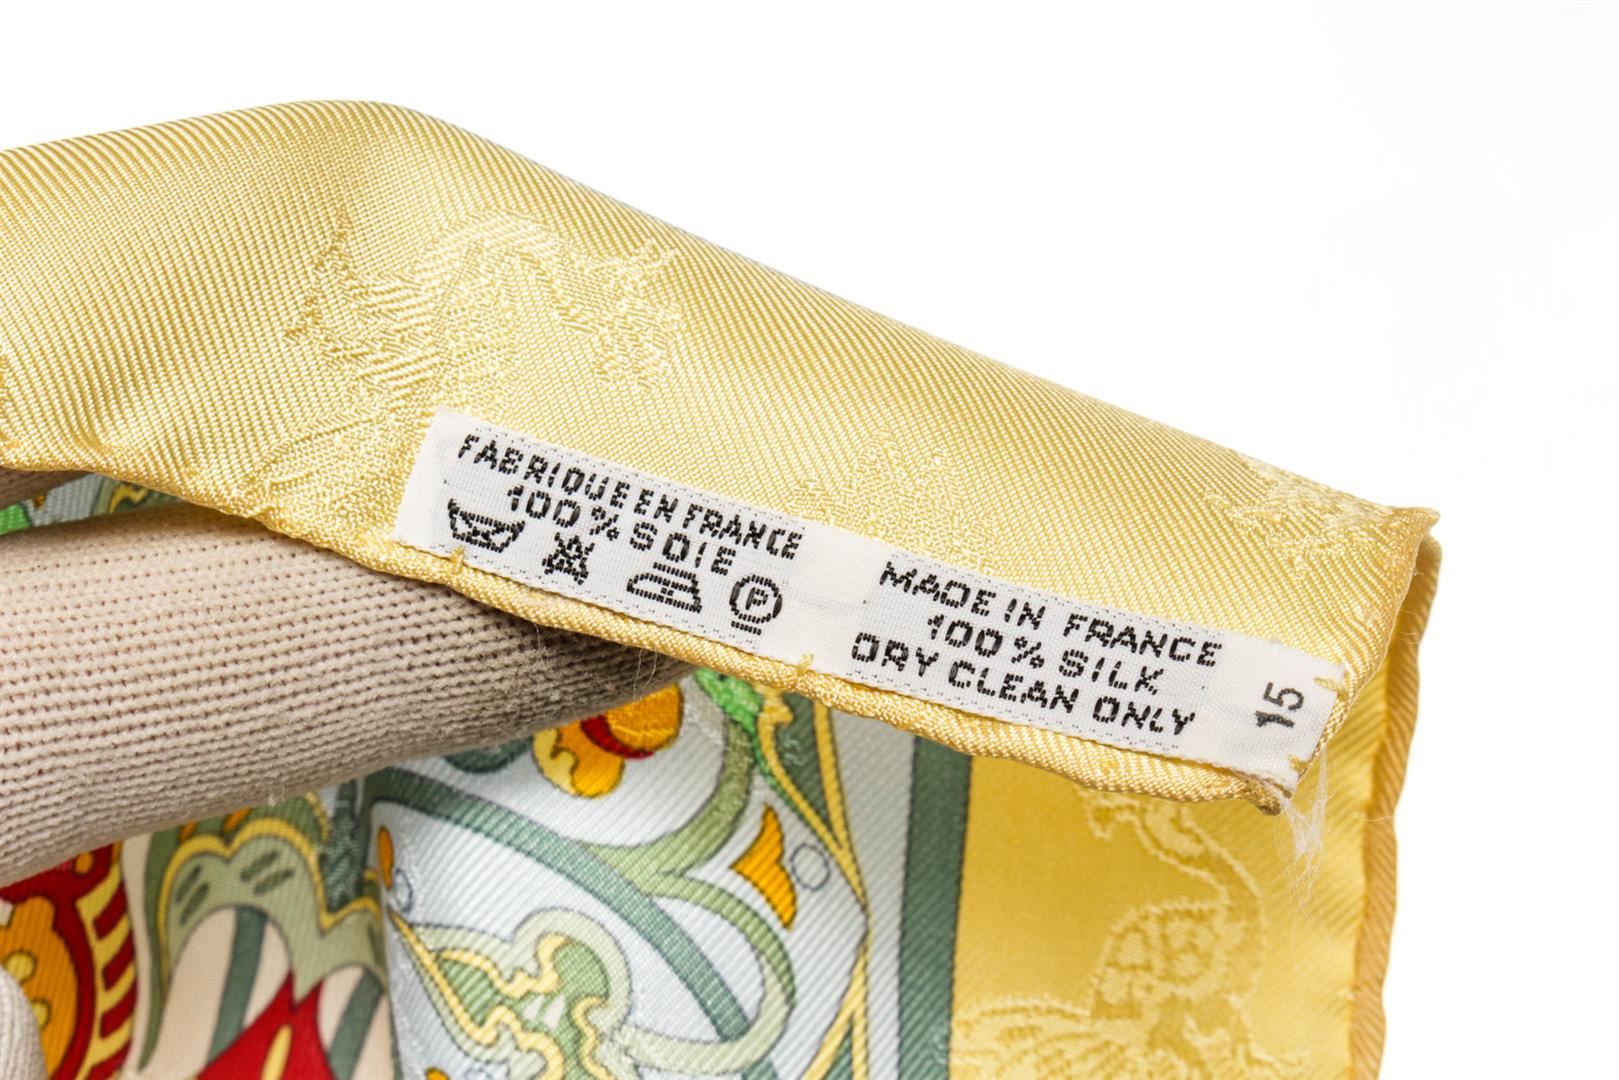 FABRIQUE EN FRANCE
100% SOIE
P
MADE IN FRANCE
100% SILK
DRY CLEAN ONLY
15